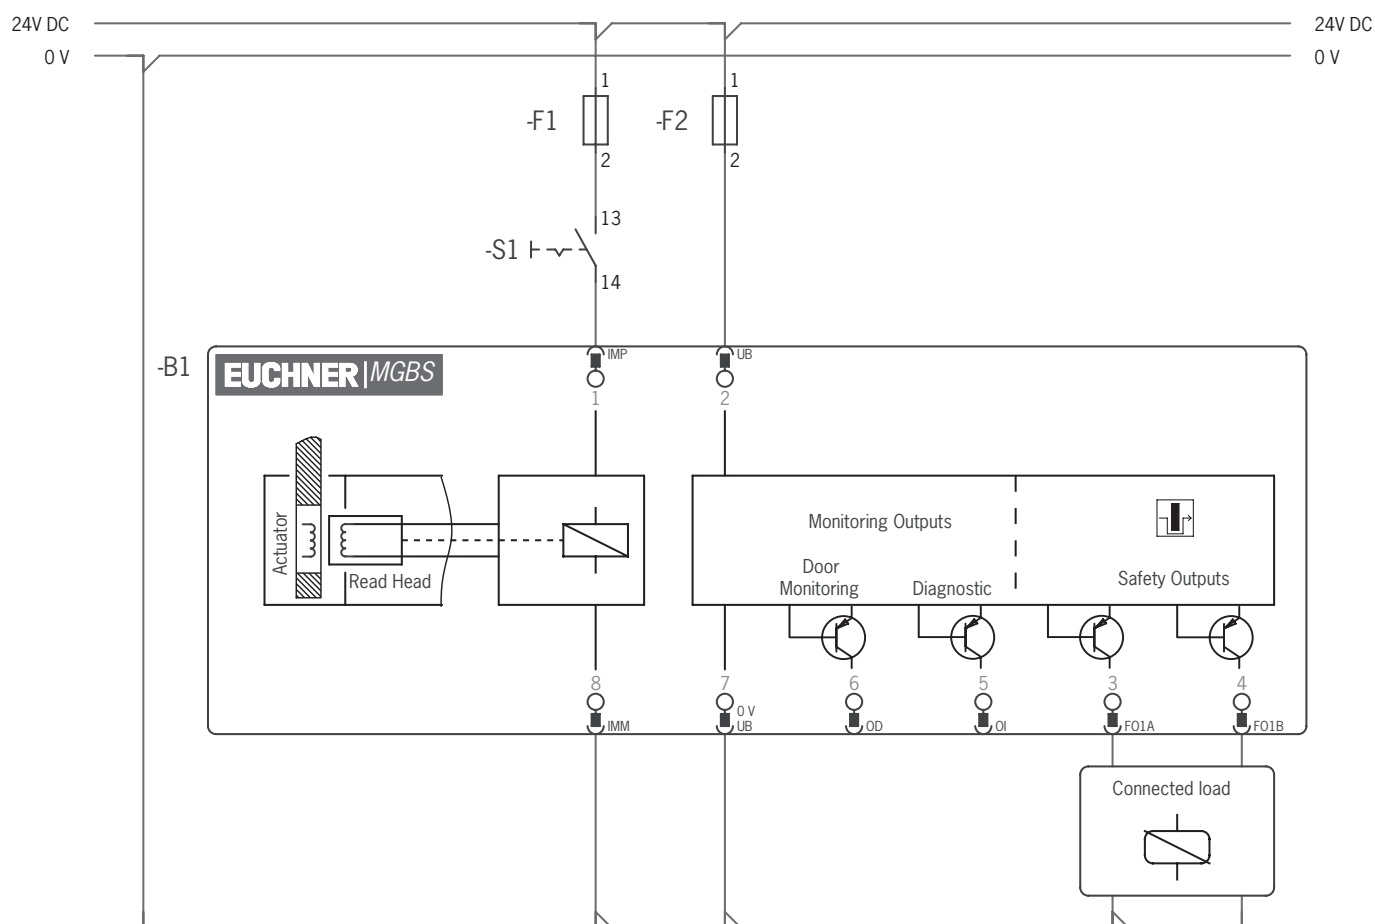 24V DC
24V DC
0 V
0 V
1
1
-F1
-F2
2
2
13
-S1
14
-B1
IMP
UB
EUCHNER MGBS
1
2
Actuator
Read Head
Monitoring Outputs
Door
Monitoring
Diagnostic
Safety Outputs
8
7
6
5
3
4
0 V
IMM
UB
OD
OI
FO1A
FO1B
Connected load